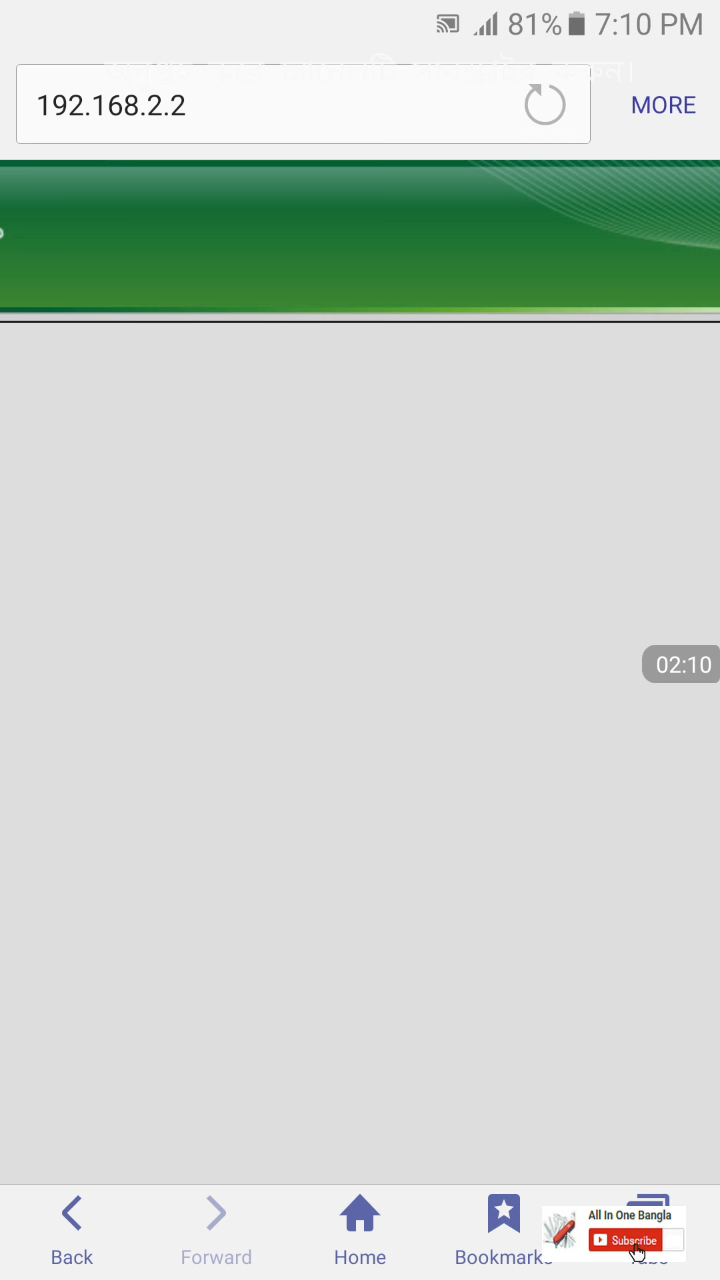 81% 7:10 PM
192.168.2.2
MORE
02:10
Back
Forward
Home
All In One Bangla
Subscribe